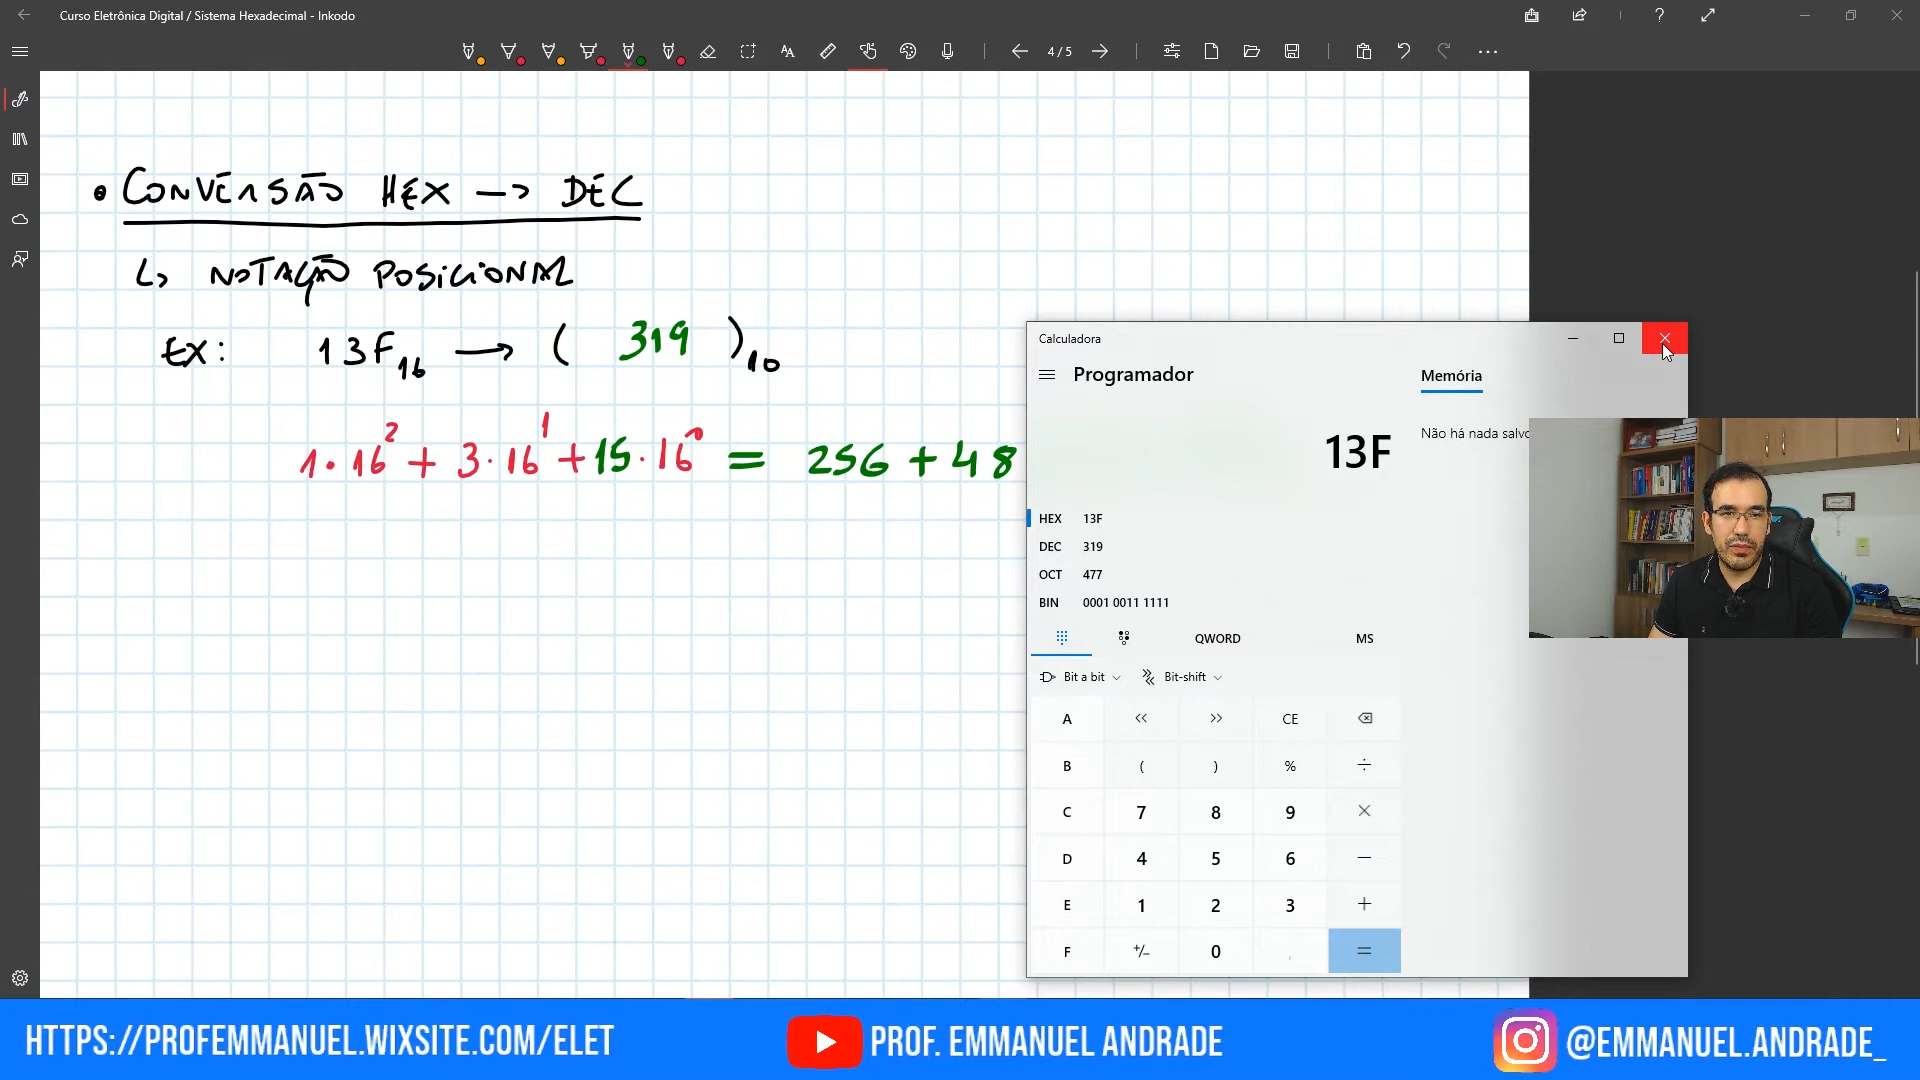 Curso Eletrônica Digital / Sistema Hexadecimal - Inkodo
4 / 5
CONVERSÃO HEX → DEC
↳ NOTAÇÃO POSICIONAL
EX: 13F₁₆ → ( 319 )₁₀
1·16² + 3·16¹ + 15·16⁰ = 256 + 48
Calculadora
Programador
Memória
13F
Não há nada salvo
HEX 13F
DEC 319
OCT 477
BIN 0001 0011 1111
QWORD MS
Bit a bit Bit-shift
A << >> CE
B ( ) % ÷
C 7 8 9 ×
D 4 5 6 −
E 1 2 3 +
F +/− 0 , =
HTTPS://PROFEMMANUEL.WIXSITE.COM/ELET
PROF. EMMANUEL ANDRADE
@EMMANUEL.ANDRADE_